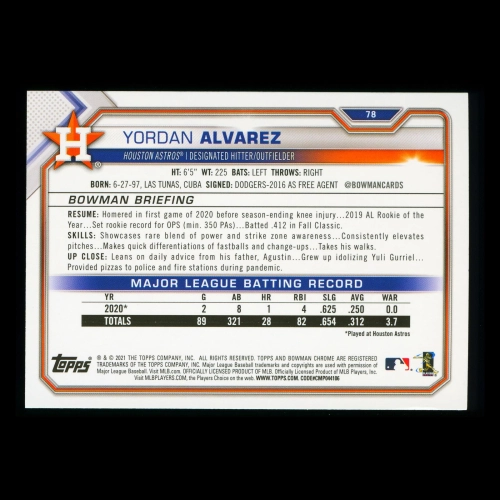 78
H
YORDAN ALVAREZ
HOUSTON ASTROS® | DESIGNATED HITTER/OUTFIELDER
HT: 6'5" WT: 225 BATS: LEFT THROWS: RIGHT
BORN: 6-27-97, LAS TUNAS, CUBA SIGNED: DODGERS-2016 AS FREE AGENT @BOWMANCARDS
BOWMAN BRIEFING
RESUME: Homered in first game of 2020 before season-ending knee injury...2019 AL Rookie of the
Year...Set rookie record for OPS (min. 350 PAs)...Batted .412 in Fall Classic.
SKILLS: Showcases rare blend of power and strike zone awareness...Consistently elevates
pitches...Makes quick differentiations of fastballs and change-ups...Takes his walks.
UP CLOSE: Leans on daily advice from his father, Agustin...Grew up idolizing Yuli Gurriel...
Provided pizzas to police and fire stations during pandemic.
MAJOR LEAGUE BATTING RECORD
YR G AB HR RBI SLG AVG WAR
2020* 2 8 1 4 .625 .250 0.0
TOTALS 89 321 28 82 .654 .312 3.7
*Played at Houston Astros
Topps
® & © 2021 THE TOPPS COMPANY, INC. ALL RIGHTS RESERVED. TOPPS AND BOWMAN CHROME ARE REGISTERED
TRADEMARKS OF THE TOPPS COMPANY, INC. Major League Baseball trademarks and copyrights are used with permission of
Major League Baseball. Visit MLB.com. OFFICIALLY LICENSED PRODUCT OF MLB. Officially Licensed Product of MLB Players, Inc.
Visit MLBPLAYERS.com, the Players Choice on the web. WWW.TOPPS.COM. CODE#CMP044186